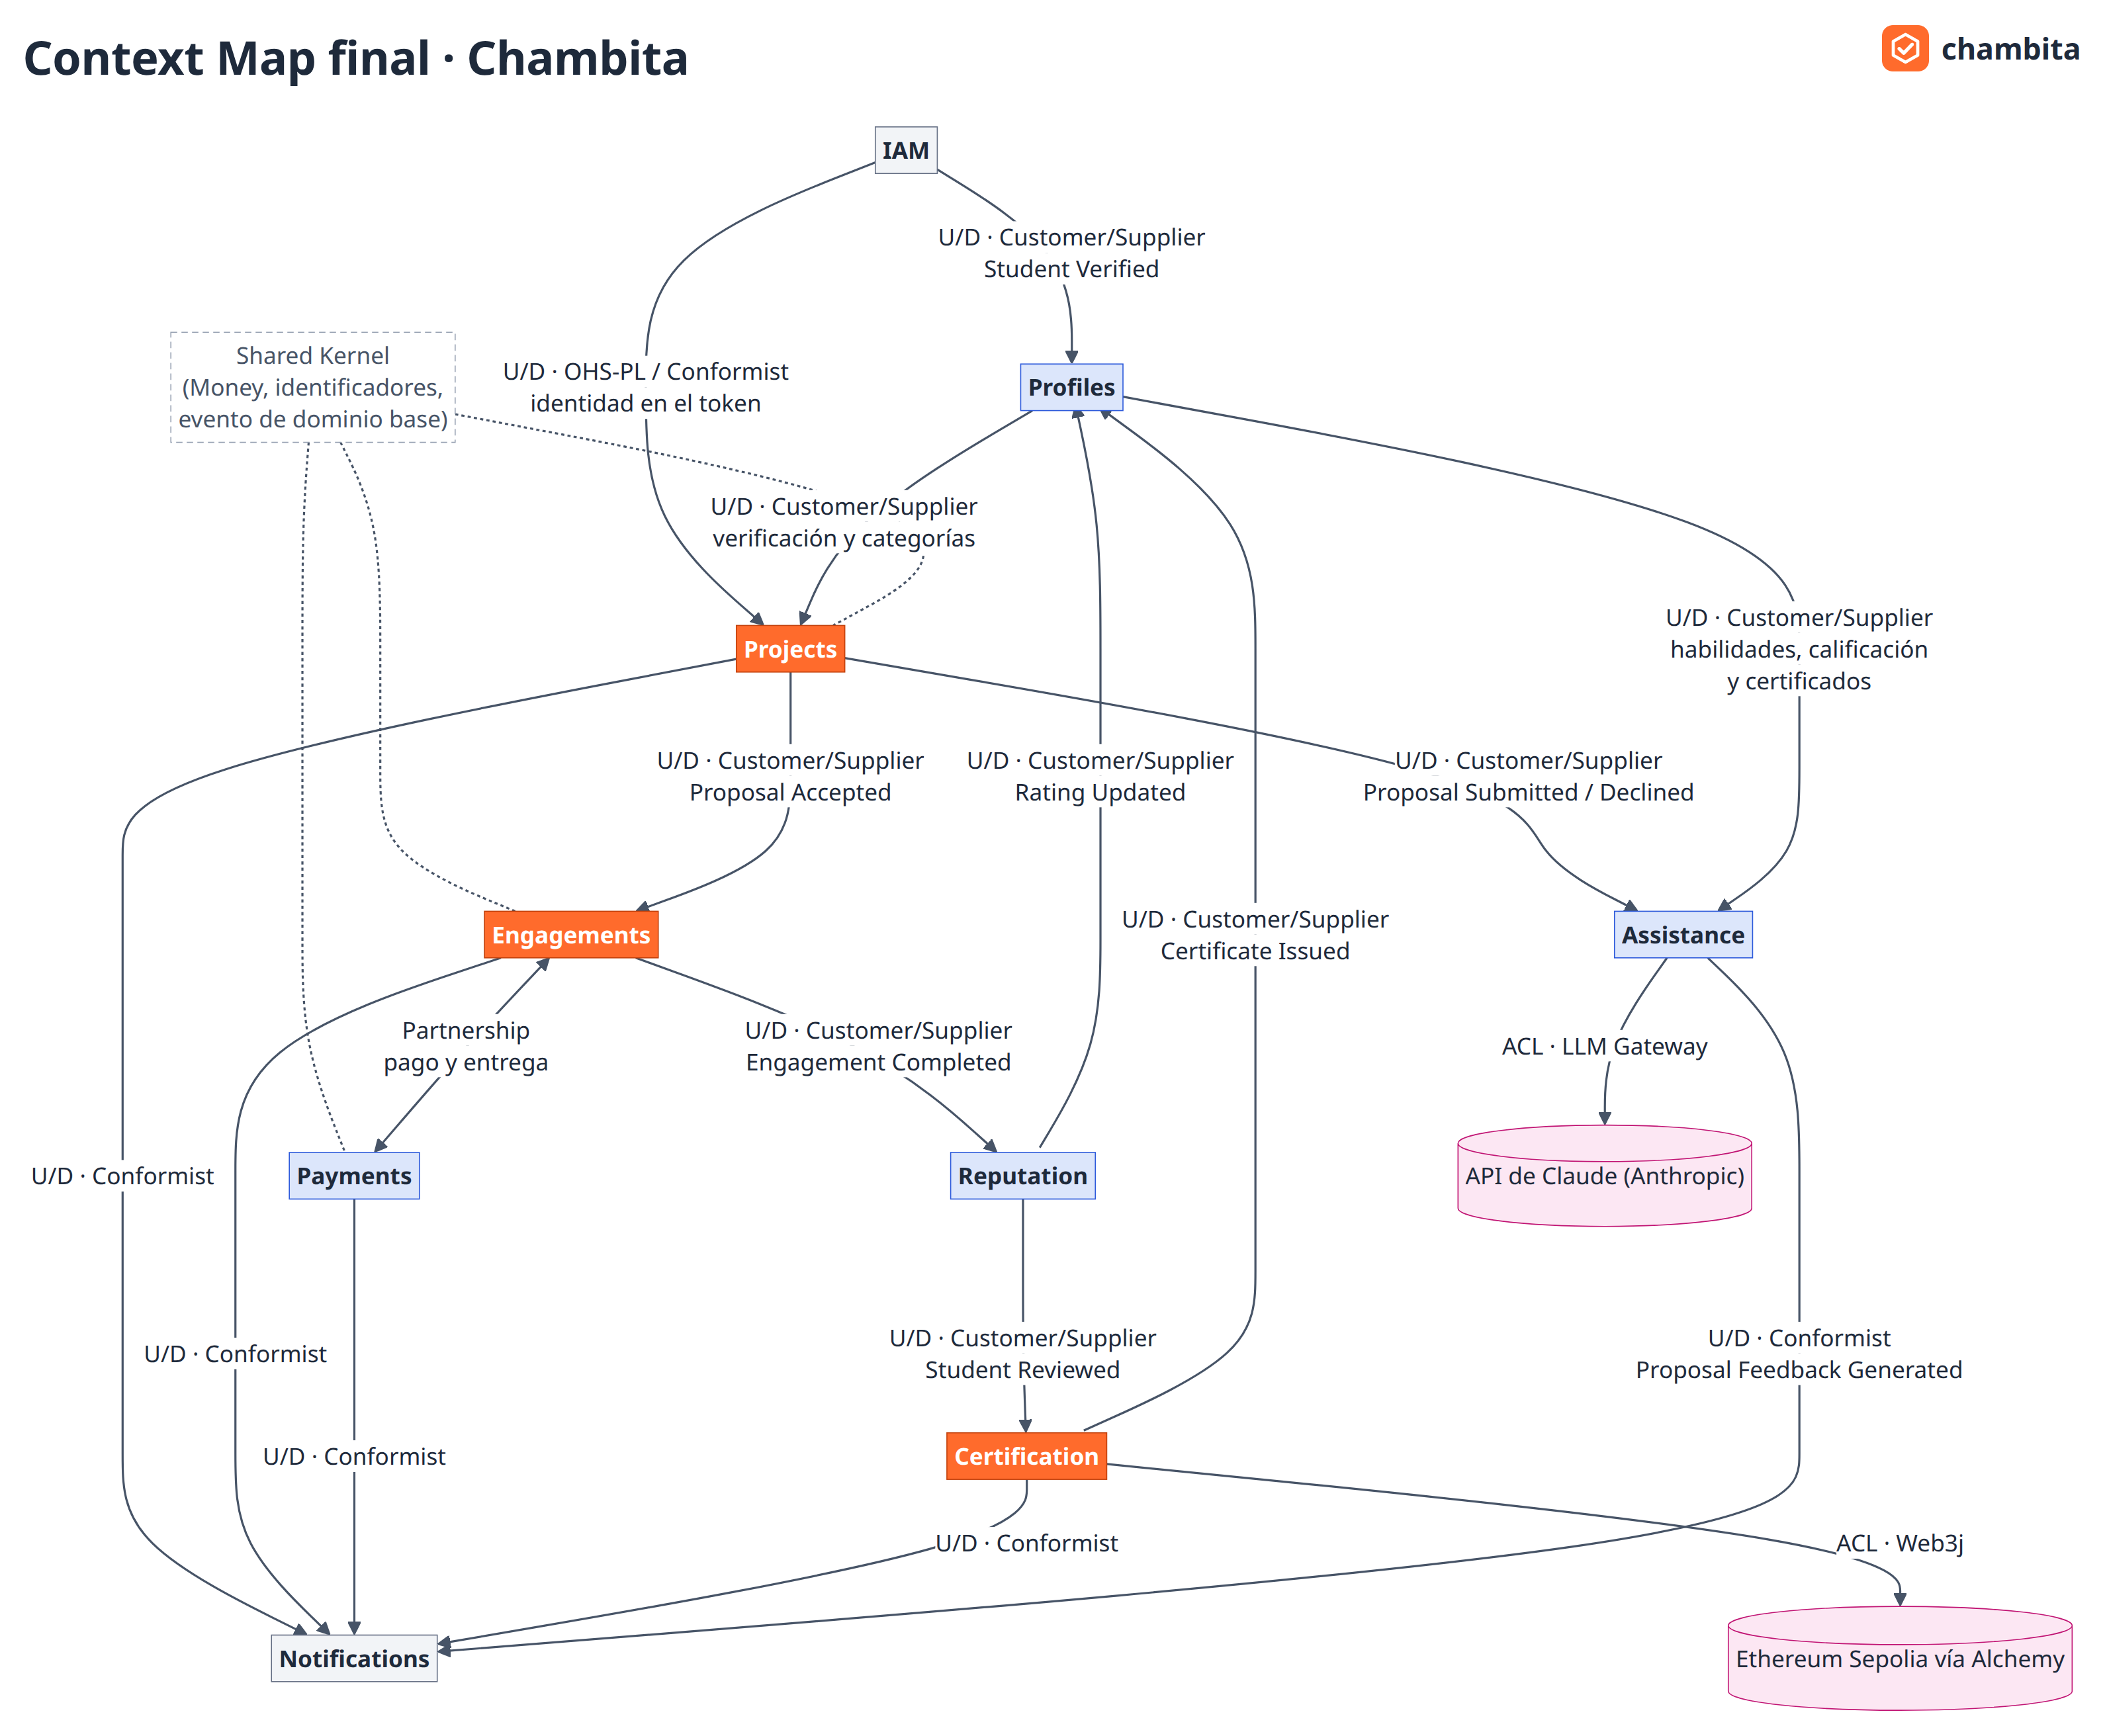 Context Map final · Chambita
chambita
IAM
U/D · Customer/Supplier
Student Verified
Shared Kernel
(Money, identificadores,
evento de dominio base)
U/D · OHS-PL / Conformist
identidad en el token
Profiles
U/D · Customer/Supplier
verificación y categorías
U/D · Customer/Supplier
habilidades, calificación
y certificados
Projects
U/D · Customer/Supplier
Proposal Accepted
U/D · Customer/Supplier
Rating Updated
U/D · Customer/Supplier
Proposal Submitted / Declined
U/D · Customer/Supplier
Certificate Issued
Engagements
Assistance
Partnership
pago y entrega
U/D · Customer/Supplier
Engagement Completed
ACL · LLM Gateway
U/D · Conformist
Payments
Reputation
API de Claude (Anthropic)
U/D · Conformist
U/D · Customer/Supplier
Student Reviewed
U/D · Conformist
Proposal Feedback Generated
U/D · Conformist
Certification
U/D · Conformist
ACL · Web3j
Notifications
Ethereum Sepolia vía Alchemy